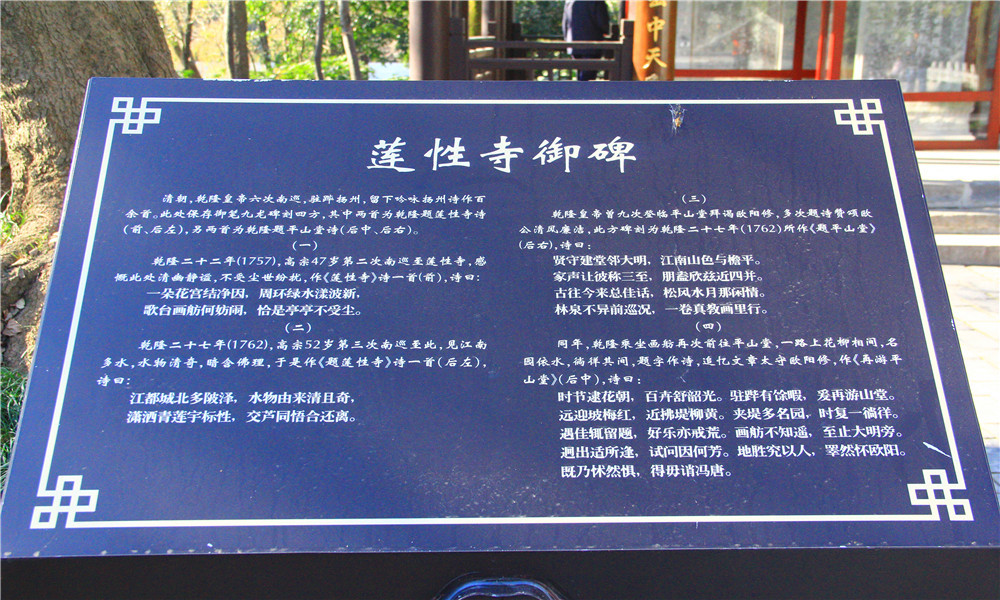 中天
莲性寺御碑
清朝，乾隆皇帝六次南巡，驻跸扬州，留下吟咏扬州诗作百
余首。此处保存御笔九龙碑刻四方，其中两首为乾隆题莲性寺诗
（前、后左），另两首为乾隆题平山堂诗（后中、后右）。
（一）
乾隆二十二年(1757)，高宗47岁第二次南巡至莲性寺，感
慨此处清幽静谧，不受尘世纷扰，作《莲性寺》诗一首(前)，诗曰：
一朵花宫结净因，周环绿水漾波新，
歌台画舫何妨闹，恰是亭亭不受尘。
（二）
乾隆二十七年(1762)，高宗52岁第三次南巡至此，见江南
多水，水物清奇，暗含佛理，于是作《题莲性寺》诗一首(后左)，
诗曰：
江都城北多陂泽，水物由来清且奇，
潇洒青莲宇标性，交芦同悟合还离。
（三）
乾隆皇帝曾九次登临平山堂拜谒欧阳修，多次题诗赞颂欧
公清风廉洁，此方碑刻为乾隆二十七年(1762)所作《题平山堂》
(后右)，诗曰：
贤守建堂邻大明，江南山色与檐平。
家声让彼称三至，朋盍欣兹近四并。
古往今来总佳话，松风水月那闲情。
林泉不异前巡况，一卷真教画里行。
（四）
同年，乾隆乘坐画舫再次前往平山堂，一路上花柳相间，名
园依水，徜徉其间，题字作诗，追忆文章太守欧阳修，作《再游平
山堂》(后中)，诗曰：
时节逮花朝，百卉舒韶光。驻跸有馀暇，爰再游山堂。
远迎坡梅红，近拂堤柳黄。夹堤多名园，时复一徜徉。
遇佳辄留题，好乐亦戒荒。画舫不知遥，至止大明旁。
迥出适所逢，试问因何芳。地胜究以人，睪然怀欧阳。
既乃怵然惧，得毋诮冯唐。